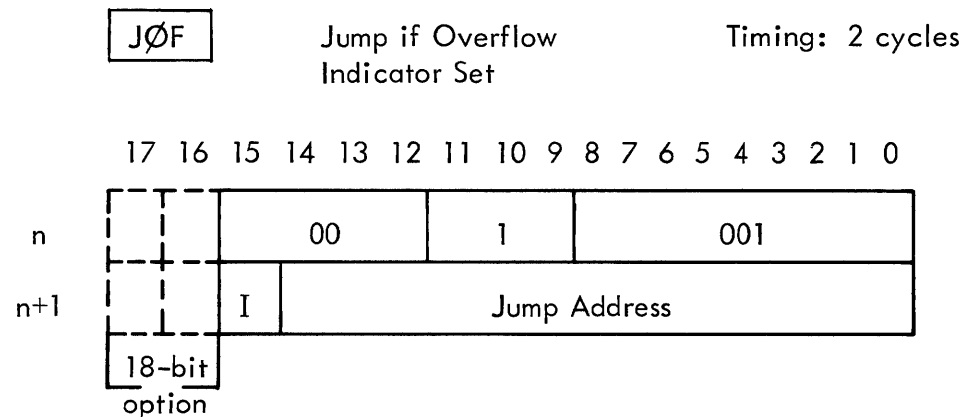 JØF Jump if Overflow Timing: 2 cycles
Indicator Set
17 16 15 14 13 12 11 10 9 8 7 6 5 4 3 2 1 0
n 00 1 001
n+1 I Jump Address
18-bit
option